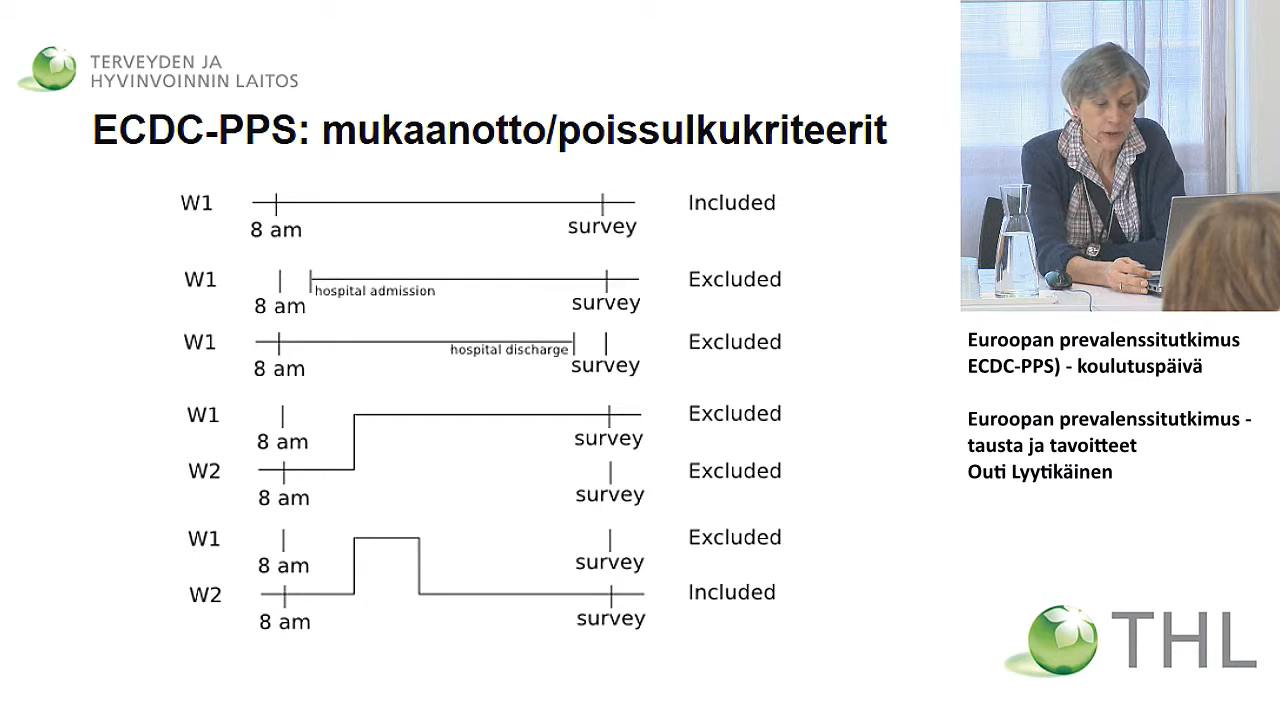 TERVEYDEN JA
HYVINVOINNIN LAITOS
ECDC-PPS: mukaanotto/poissulkukriteerit
W1 Included
8 am survey
W1 Excluded
hospital admission
8 am survey
W1 Excluded
hospital discharge
8 am survey
W1 Excluded
8 am survey
W2 Excluded
8 am survey
W1 Excluded
8 am survey
W2 Included
8 am survey
Euroopan prevalenssitutkimus
ECDC-PPS) - koulutuspäivä
Euroopan prevalenssitutkimus -
tausta ja tavoitteet
Outi Lyytikäinen
THL